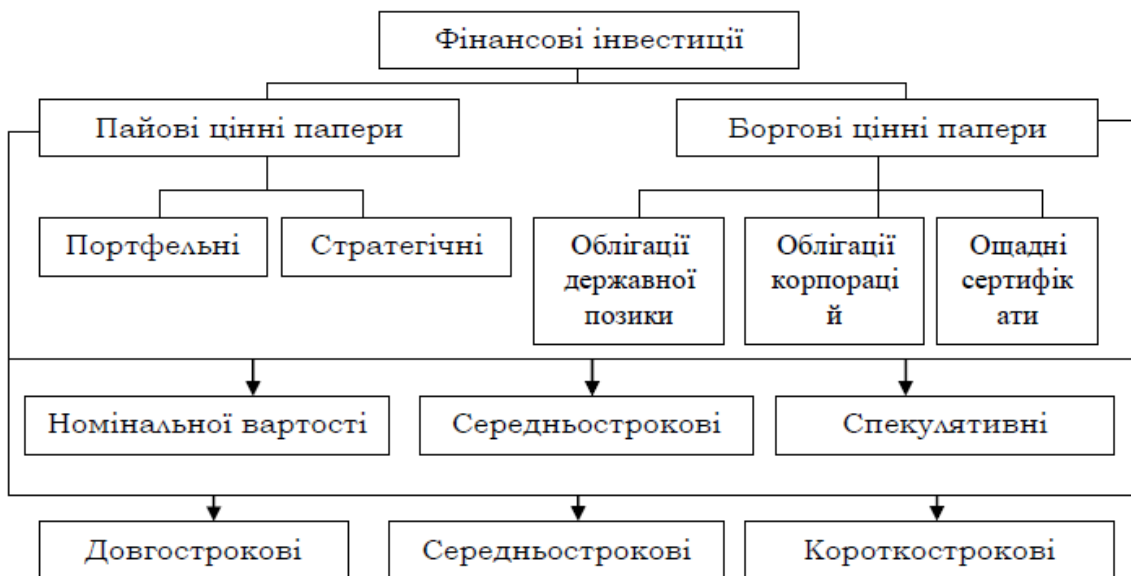 Фінансові інвестиції
Пайові цінні папери
Боргові цінні папери
Портфельні
Стратегічні
Облігації
державної
позики
Облігації
корпораці
й
Ощадні
сертифік
ати
Номінальної вартості
Середньострокові
Спекулятивні
Довгострокові
Середньострокові
Короткострокові